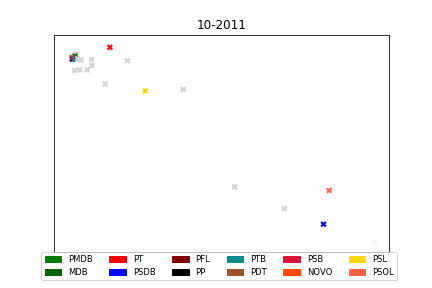 10-2011
PMDB PT PFL PTB PSB PSL
MDB PSDB PP PDT NOVO PSOL